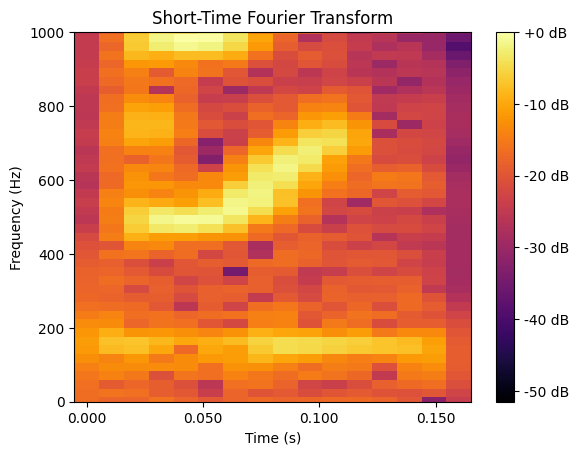 Short-Time Fourier Transform
1000
800
600
400
200
0
Frequency (Hz)
0.000
0.050
0.100
0.150
Time (s)
+0 dB
-10 dB
-20 dB
-30 dB
-40 dB
-50 dB